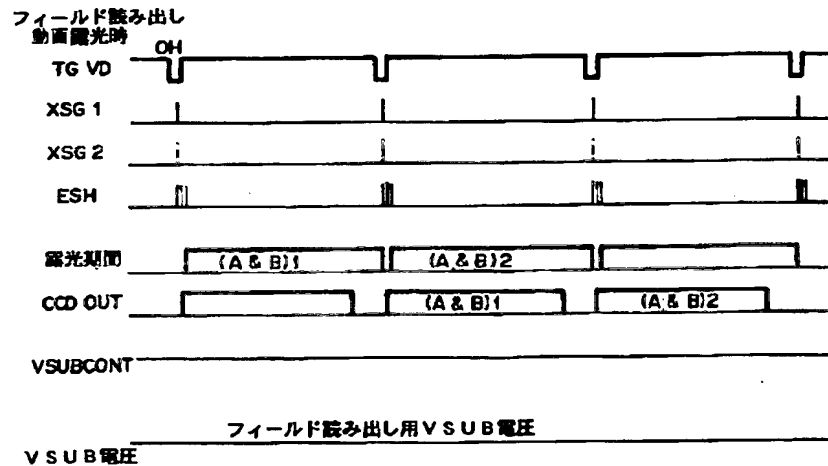 フィールド読み出し
動画露光時
OH
TG VD
XSG 1
XSG 2
ESH
露光期間
(A & B)1
(A & B)2
CCD OUT
(A & B)1
(A & B)2
VSUBCONT
フィールド読み出し用VSUB電圧
VSUB電圧